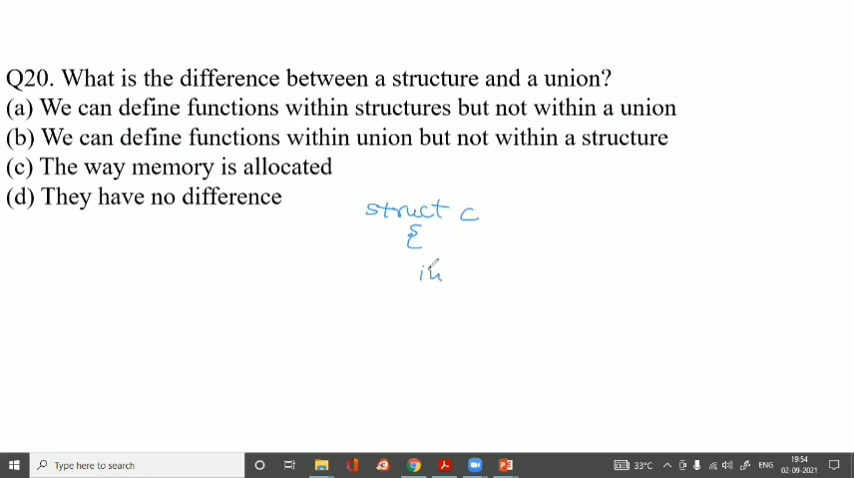 Q20. What is the difference between a structure and a union?
(a) We can define functions within structures but not within a union
(b) We can define functions within union but not within a structure
(c) The way memory is allocated
(d) They have no difference
struct c
{
in
Type here to search
33°C
ENG
19:54
02-09-2021